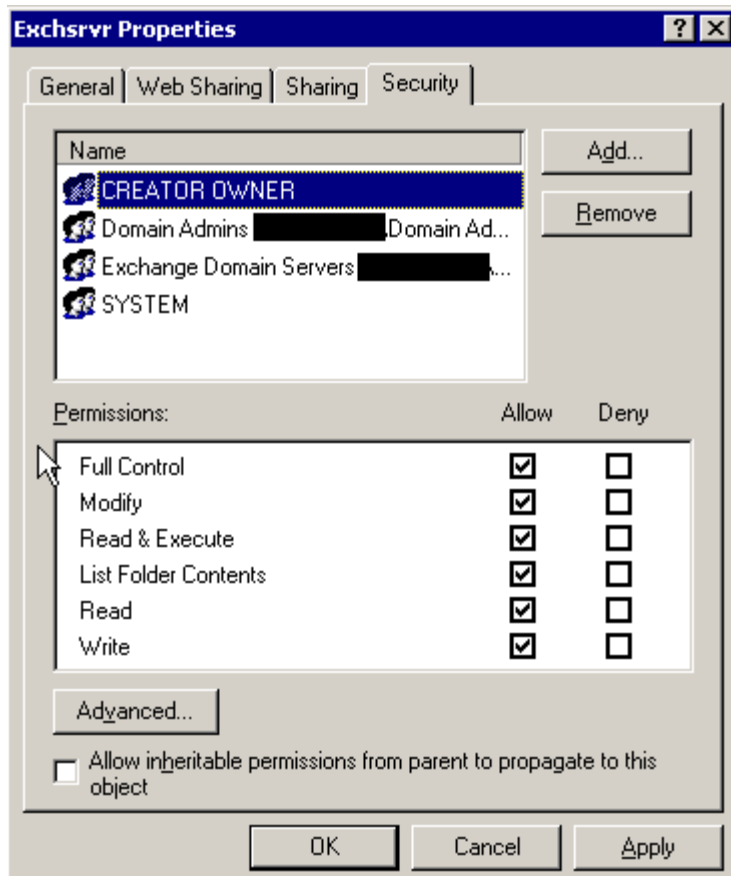 Exchsrvr Properties
General Web Sharing Sharing Security
Name
Add...
CREATOR OWNER
Remove
Domain Admins \Domain Ad...
Exchange Domain Servers \...
SYSTEM
Permissions: Allow Deny
Full Control
Modify
Read & Execute
List Folder Contents
Read
Write
Advanced...
Allow inheritable permissions from parent to propagate to this
object
OK Cancel Apply